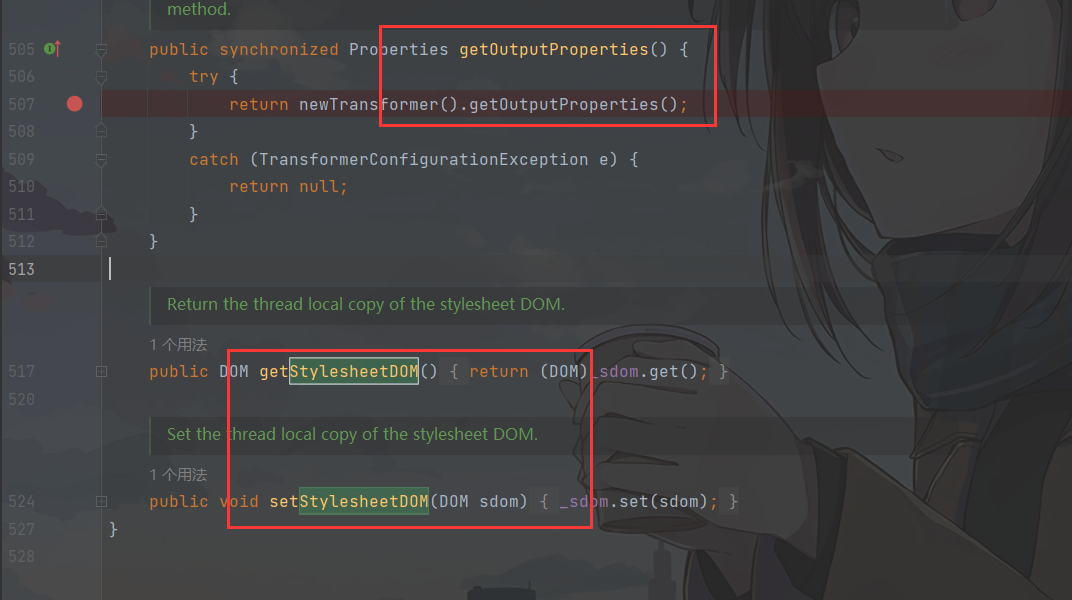 method.
505 public synchronized Properties getOutputProperties() {
506 try {
507 return newTransformer().getOutputProperties();
508 }
509 catch (TransformerConfigurationException e) {
510 return null;
511 }
512 }
513
Return the thread local copy of the stylesheet DOM.
1 个用法
517 public DOM getStylesheetDOM() { return (DOM)_sdom.get(); }
520
Set the thread local copy of the stylesheet DOM.
1 个用法
524 public void setStylesheetDOM(DOM sdom) { _sdom.set(sdom); }
527 }
528